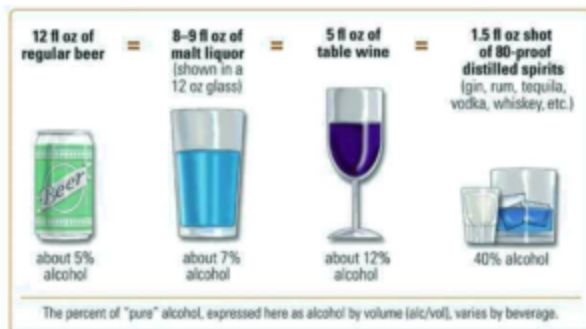 12 fl oz of
regular beer
=
8–9 fl oz of
malt liquor
(shown in a
12 oz glass)
=
5 fl oz of
table wine
=
1.5 fl oz shot
of 80-proof
distilled spirits
(gin, rum, tequila,
vodka, whiskey, etc.)
Beer
about 5%
alcohol
about 7%
alcohol
about 12%
alcohol
40% alcohol
The percent of "pure" alcohol, expressed here as alcohol by volume (alc/vol), varies by beverage.